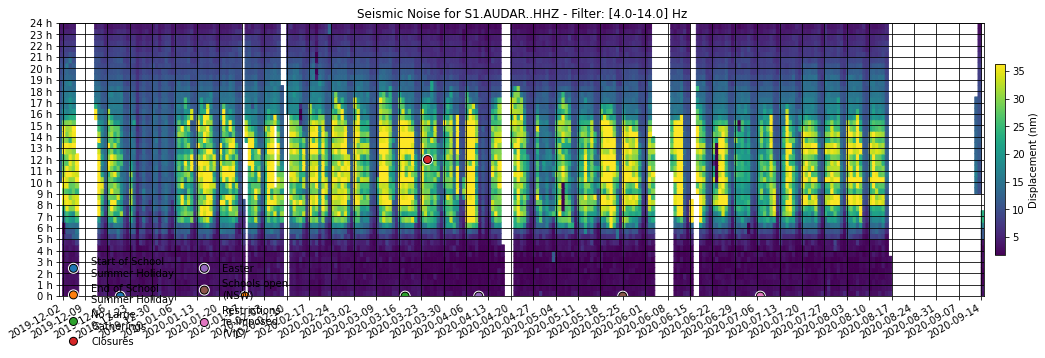 Seismic Noise for S1.AUDAR..HHZ - Filter: [4.0-14.0] Hz
24 h
23 h
22 h
21 h
20 h
19 h
18 h
17 h
16 h
15 h
14 h
13 h
12 h
11 h
10 h
9 h
8 h
7 h
6 h
5 h
4 h
3 h
2 h
1 h
0 h
35
30
25
20
15
10
5
Displacement (nm)
Start of School
Summer Holiday
End of School
Summer Holiday
No Large
Gatherings
Closures
Easter
Schools open
(NSW)
Restrictions
re-imposed
(VIC)
2019-12-02
2019-12-09
2020-01-13
2020-02-17
2020-02-24
2020-03-02
2020-03-09
2020-03-16
2020-03-23
2020-03-30
2020-04-06
2020-04-13
2020-04-20
2020-04-27
2020-05-04
2020-05-11
2020-05-18
2020-05-25
2020-06-01
2020-06-08
2020-06-15
2020-06-22
2020-06-29
2020-07-06
2020-07-13
2020-07-20
2020-07-27
2020-08-03
2020-08-10
2020-08-17
2020-08-24
2020-08-31
2020-09-07
2020-09-14